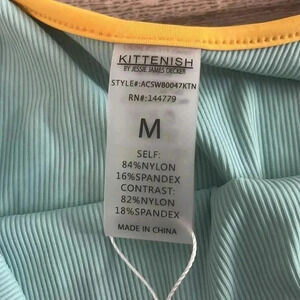 KITTENISH
BY JESSIE JAMES DECKER
STYLE#:ACSWB0047KTN
RN#:144779
M
SELF:
84%NYLON
16%SPANDEX
CONTRAST:
82%NYLON
18%SPANDEX
MADE IN CHINA